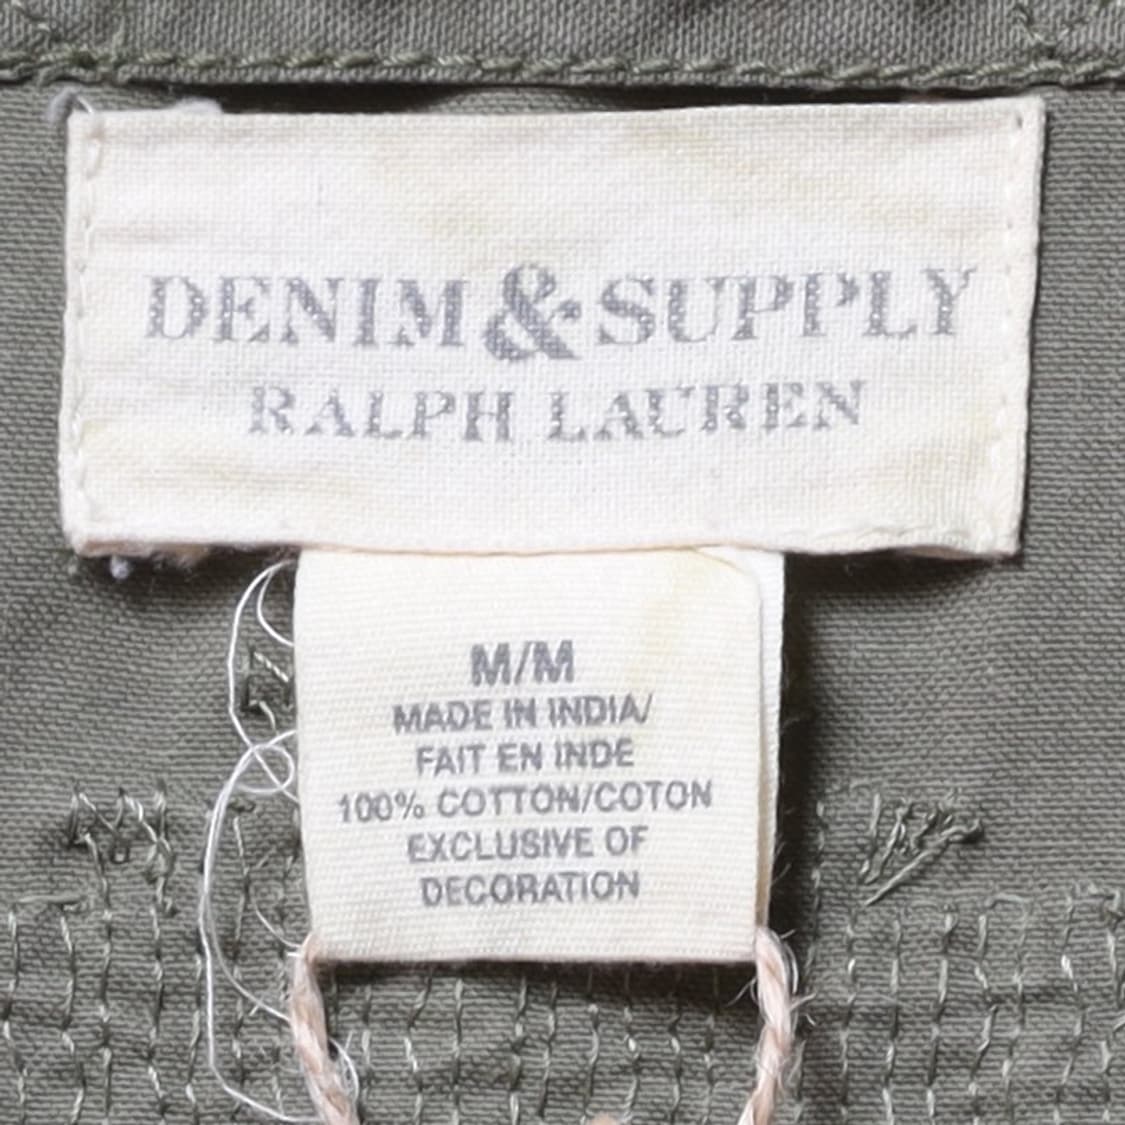 DENIM & SUPPLY
RALPH LAUREN
M/M
MADE IN INDIA/
FAIT EN INDE
100% COTTON/COTON
EXCLUSIVE OF
DECORATION